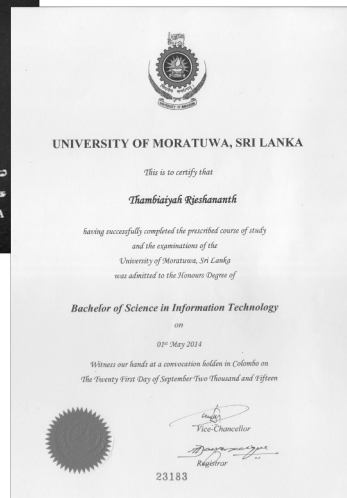 UNIVERSITY OF MORATUWA, SRI LANKA
This is to certify that
Thambiaiyah Rieshananth
having successfully completed the prescribed course of study
and the examinations of the
University of Moratuwa, Sri Lanka
was admitted to the Honours Degree of
Bachelor of Science in Information Technology
on
01st May 2014
Witness our hands at a convocation holden in Colombo on
The Twenty First Day of September Two Thousand and Fifteen
Vice-Chancellor
Registrar
23183